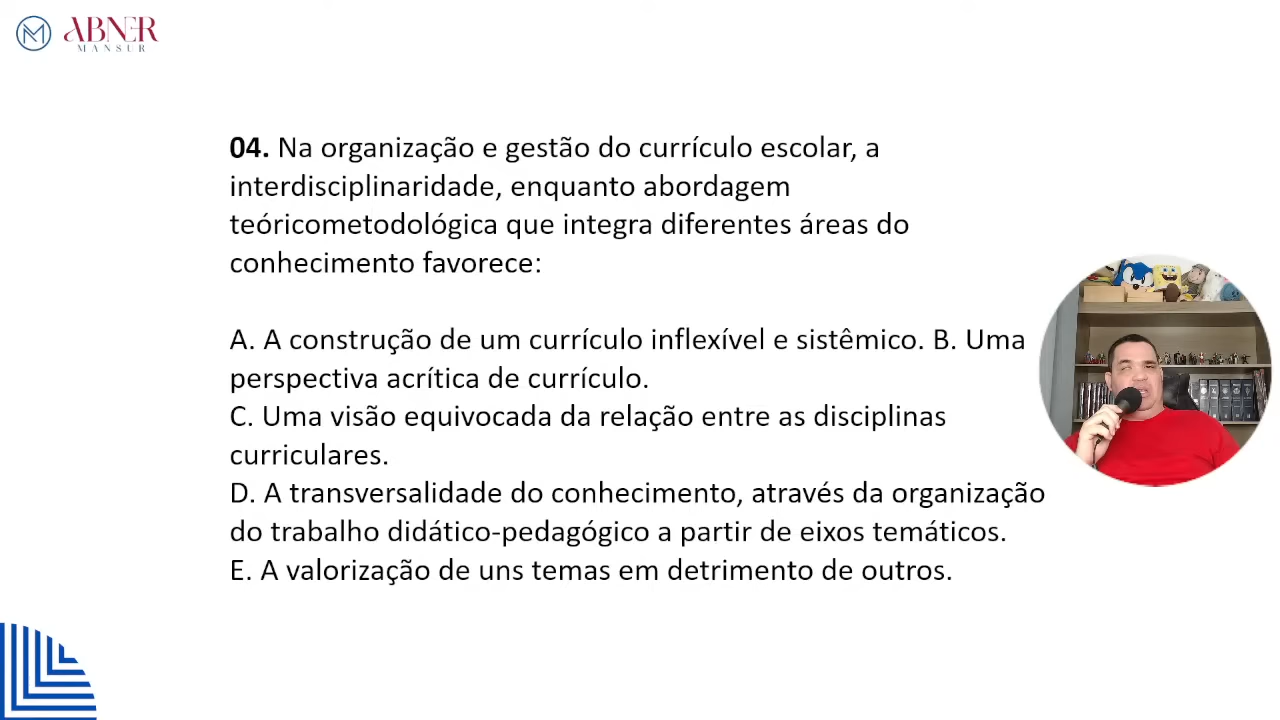 ABNER
MANSUR
04. Na organização e gestão do currículo escolar, a
interdisciplinaridade, enquanto abordagem
teóricometodológica que integra diferentes áreas do
conhecimento favorece:
A. A construção de um currículo inflexível e sistêmico. B. Uma
perspectiva acrítica de currículo.
C. Uma visão equivocada da relação entre as disciplinas
curriculares.
D. A transversalidade do conhecimento, através da organização
do trabalho didático-pedagógico a partir de eixos temáticos.
E. A valorização de uns temas em detrimento de outros.